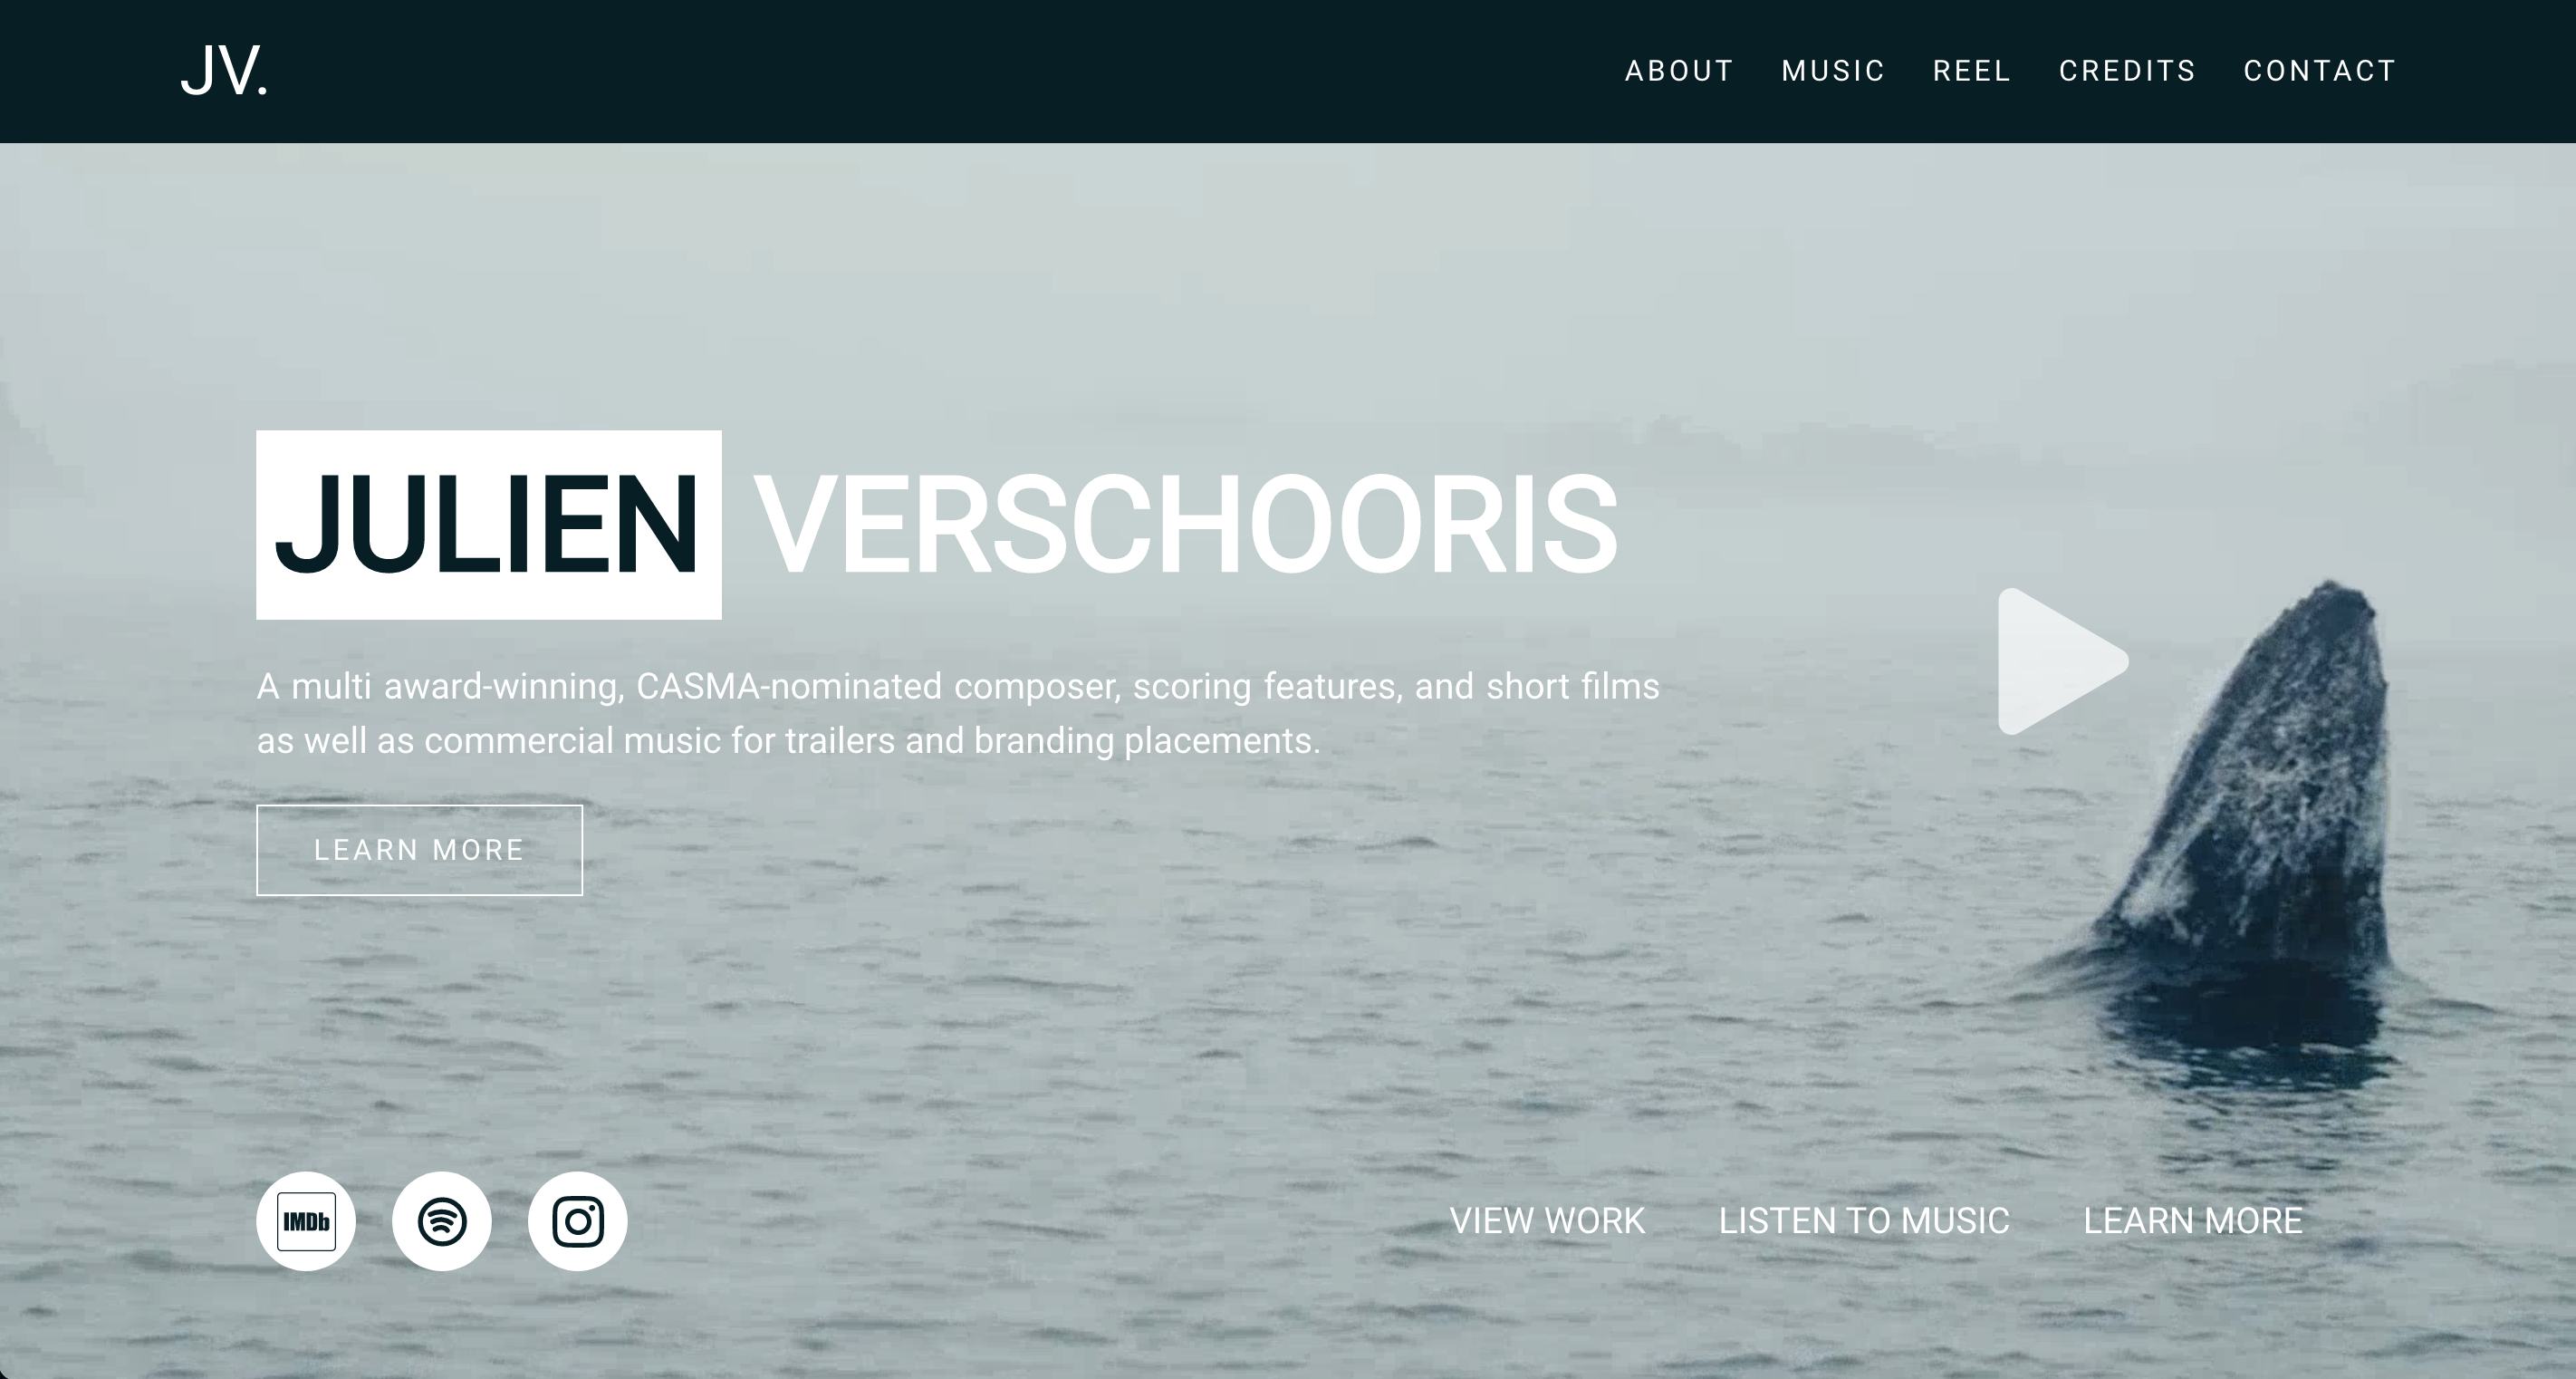 JV.
ABOUT MUSIC REEL CREDITS CONTACT
JULIEN VERSCHOORIS
A multi award-winning, CASMA-nominated composer, scoring features, and short films
as well as commercial music for trailers and branding placements.
LEARN MORE
IMDb
VIEW WORK LISTEN TO MUSIC LEARN MORE